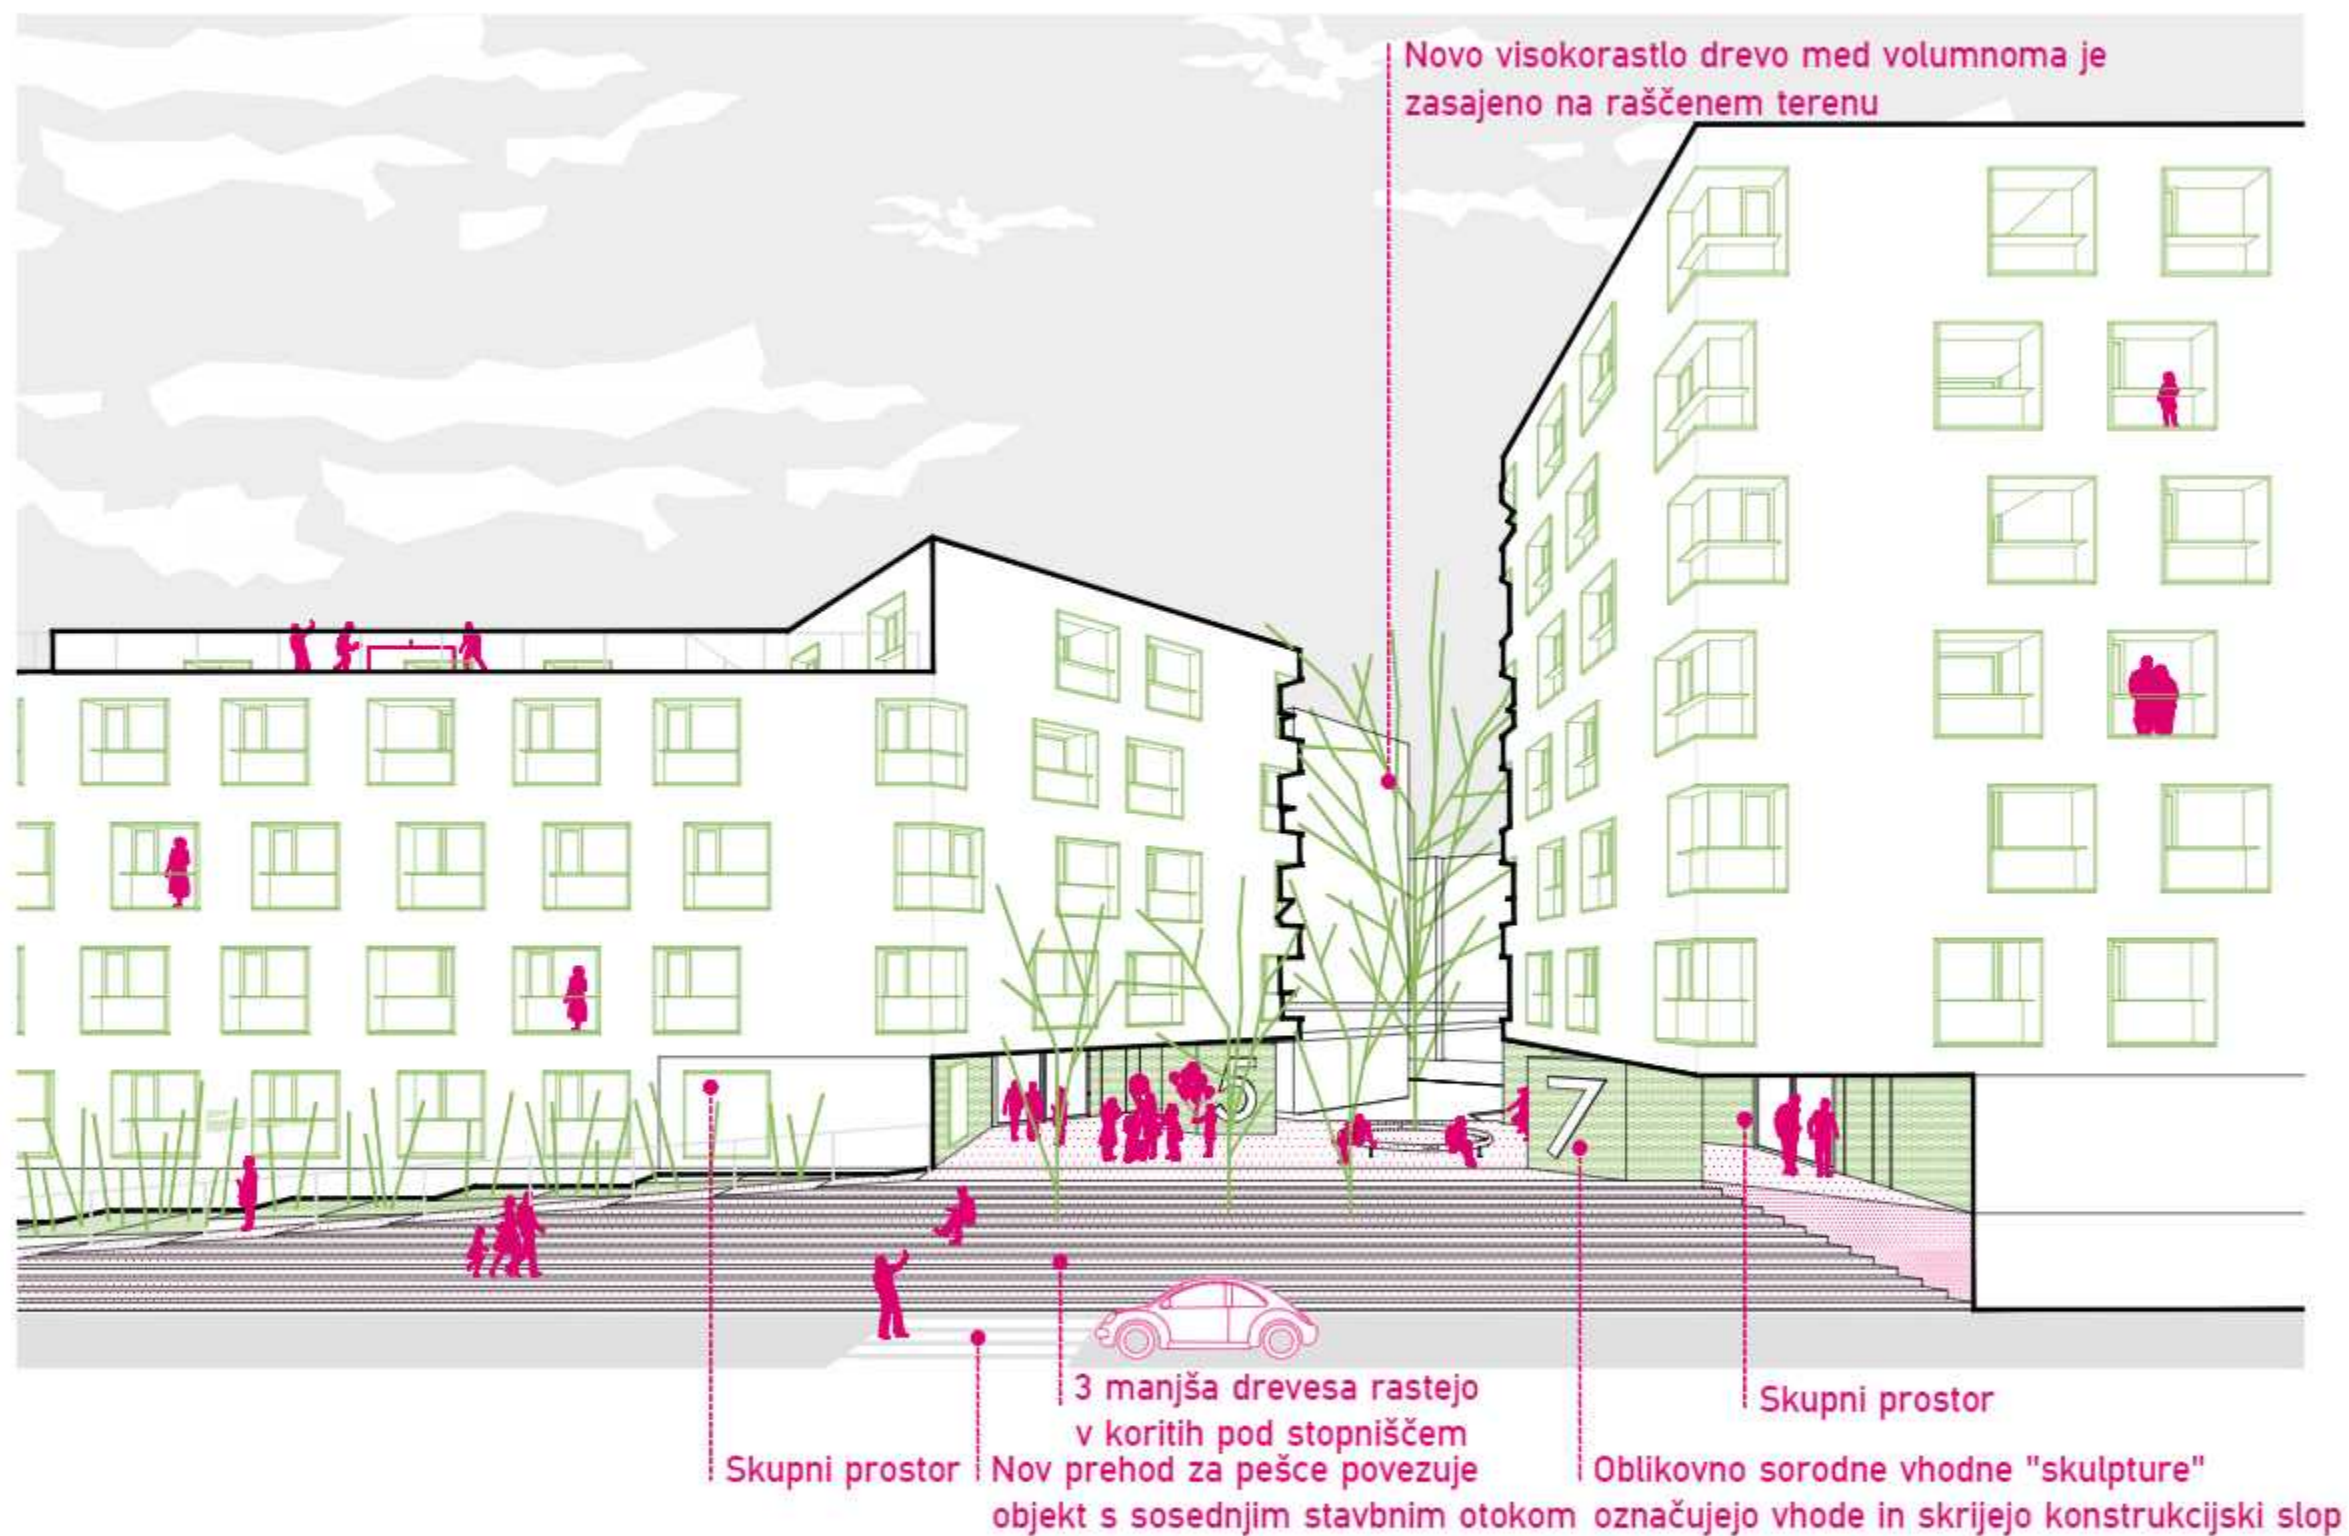 Novo visokorastlo drevo med volumnoma je
zasajeno na raščenem terenu
5
7
3 manjša drevesa rastejo
v koritih pod stopniščem
Skupni prostor
Skupni prostor
Nov prehod za pešce povezuje
objekt s sosednjim stavbnim otokom
Oblikovno sorodne vhodne "skulpture"
označujejo vhode in skrijejo konstrukcijski slop